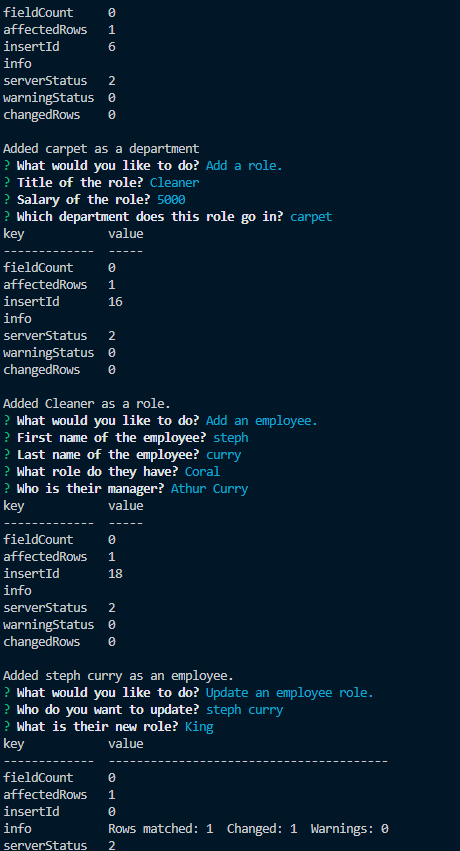 fieldCount 0
affectedRows 1
insertId 6
info
serverStatus 2
warningStatus 0
changedRows 0
Added carpet as a department
? What would you like to do? Add a role.
? Title of the role? Cleaner
? Salary of the role? 5000
? Which department does this role go in? carpet
key value
------------- -----
fieldCount 0
affectedRows 1
insertId 16
info
serverStatus 2
warningStatus 0
changedRows 0
Added Cleaner as a role.
? What would you like to do? Add an employee.
? First name of the employee? steph
? Last name of the employee? curry
? What role do they have? Coral
? Who is their manager? Athur Curry
key value
------------- -----
fieldCount 0
affectedRows 1
insertId 18
info
serverStatus 2
warningStatus 0
changedRows 0
Added steph curry as an employee.
? What would you like to do? Update an employee role.
? Who do you want to update? steph curry
? What is their new role? King
key value
------------- ----------------------------------------
fieldCount 0
affectedRows 1
insertId 0
info Rows matched: 1 Changed: 1 Warnings: 0
serverStatus 2